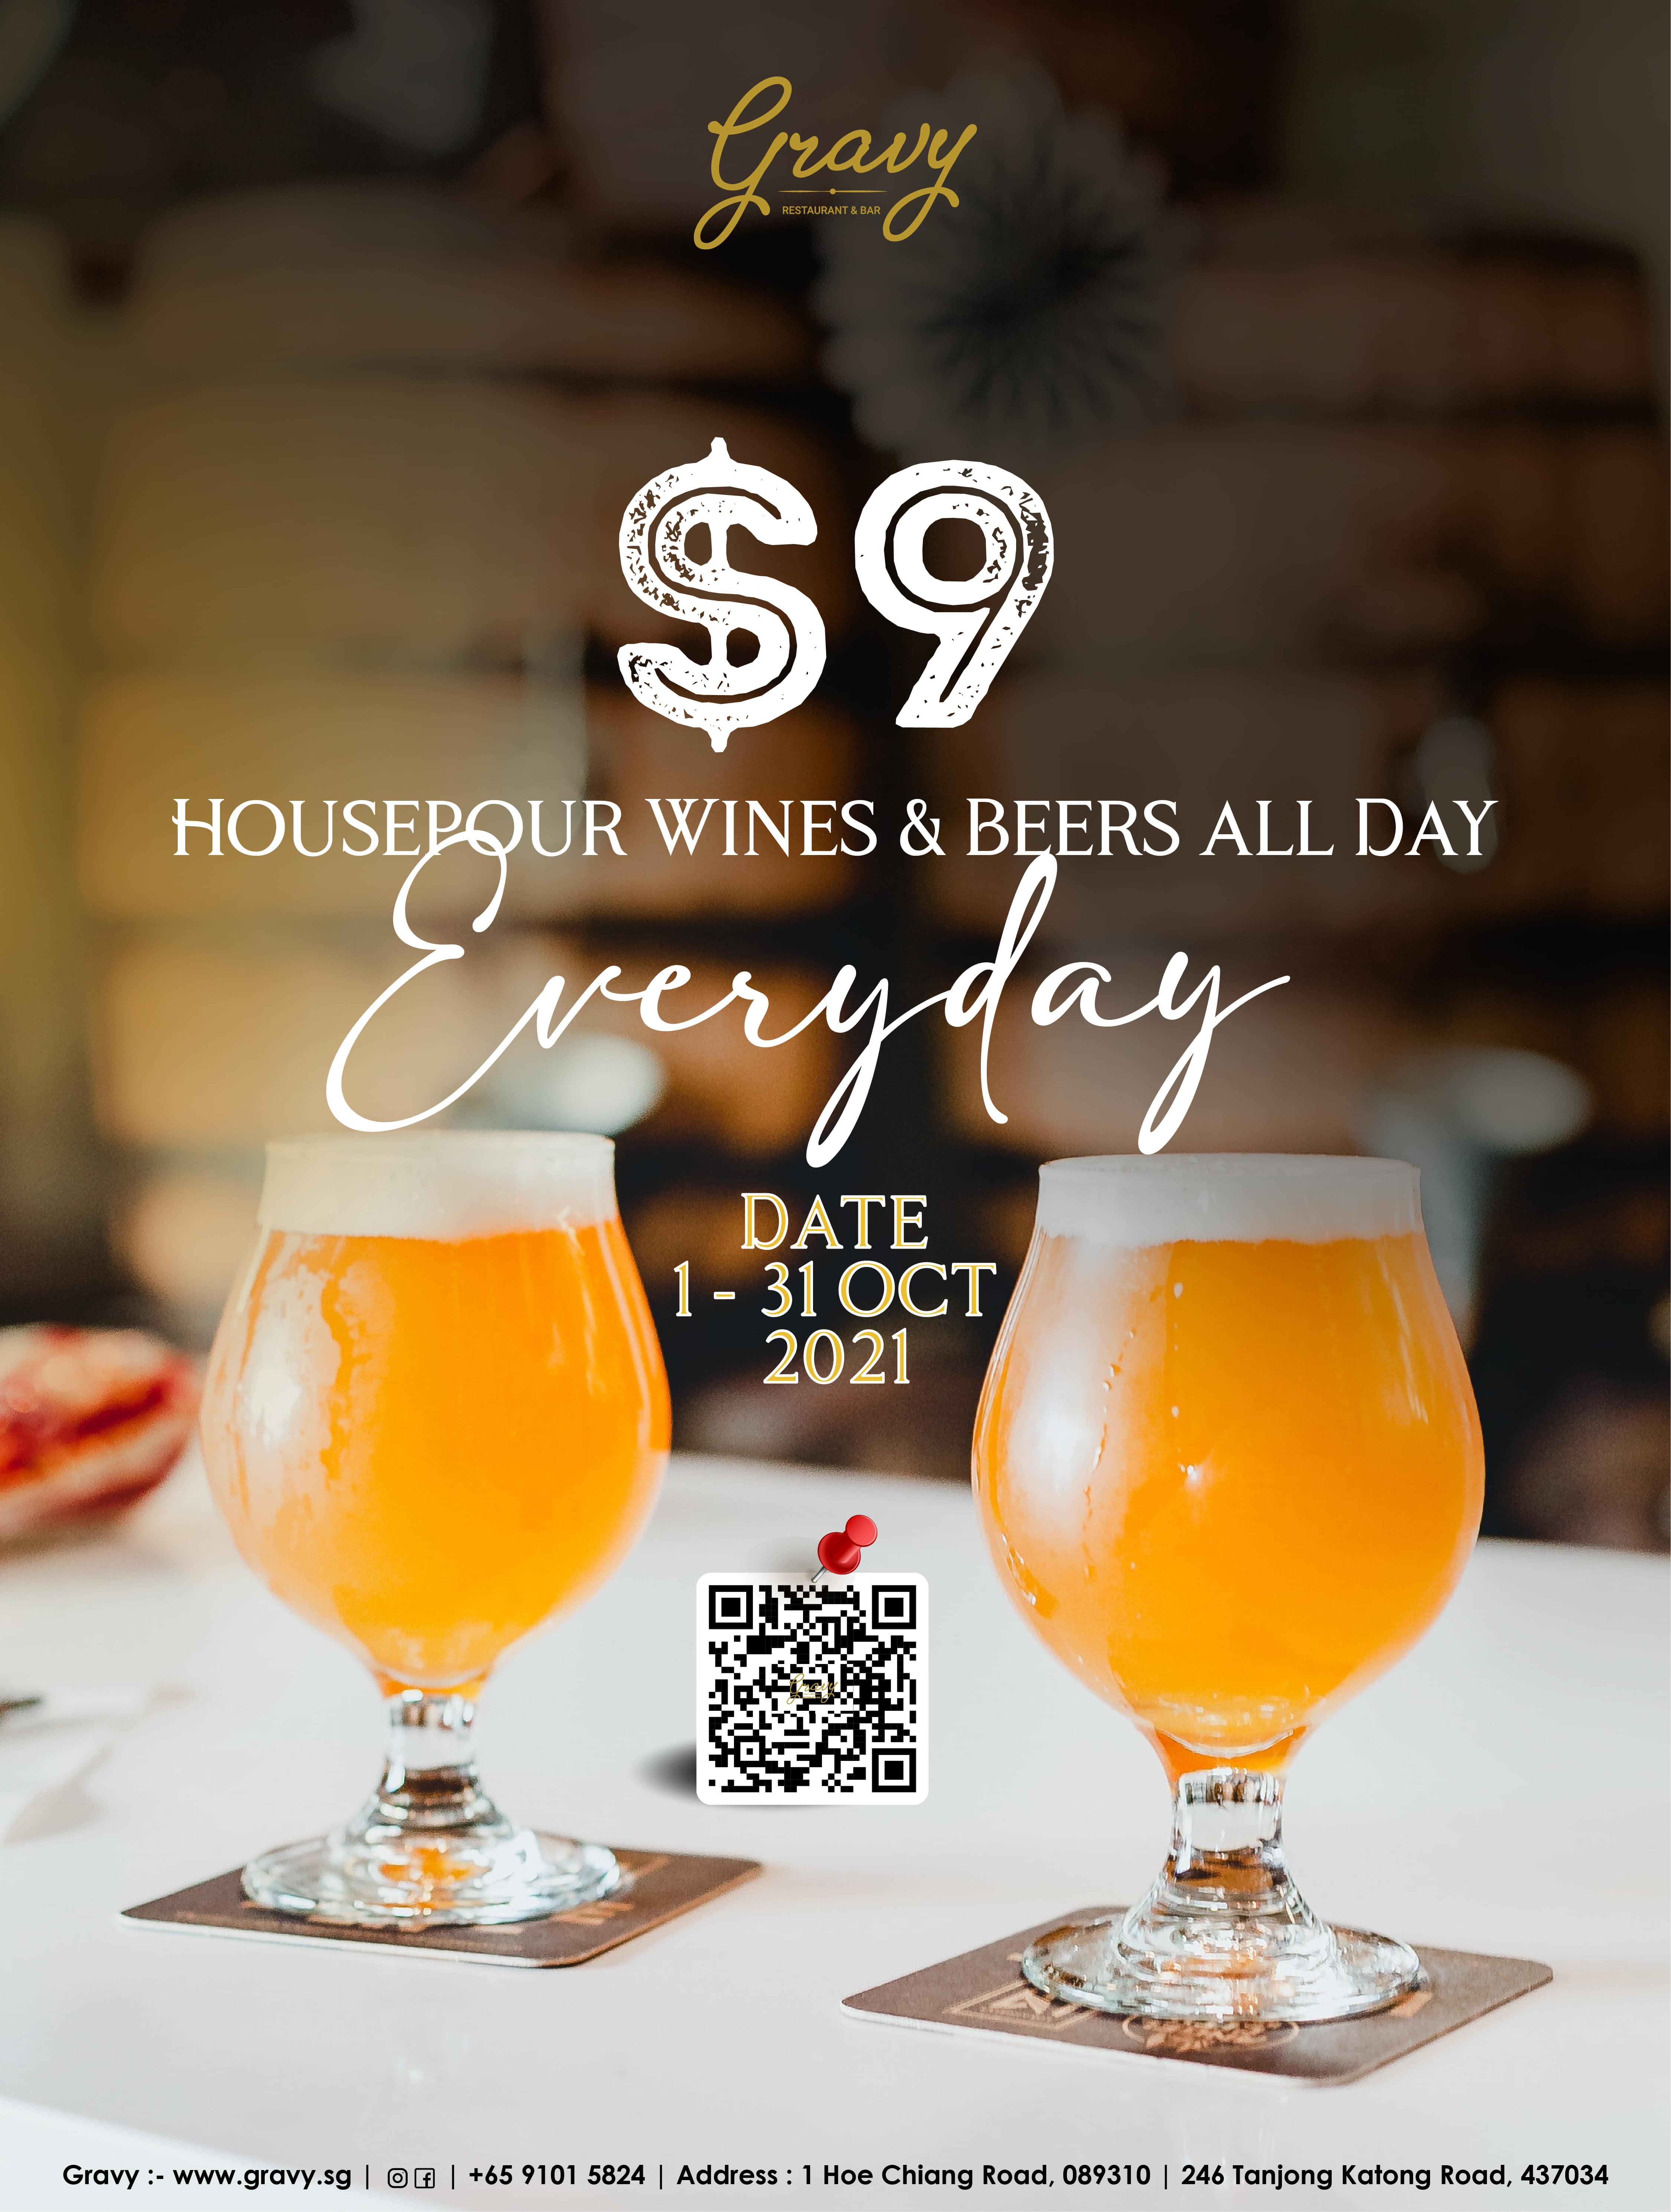 Gravy
RESTAURANT & BAR
$9
HOUSEPOUR WINES & BEERS ALL DAY
Everyday
DATE
1 - 31 OCT
2021
Gravy
Gravy :- www.gravy.sg | | +65 9101 5824 | Address : 1 Hoe Chiang Road, 089310 | 246 Tanjong Katong Road, 437034